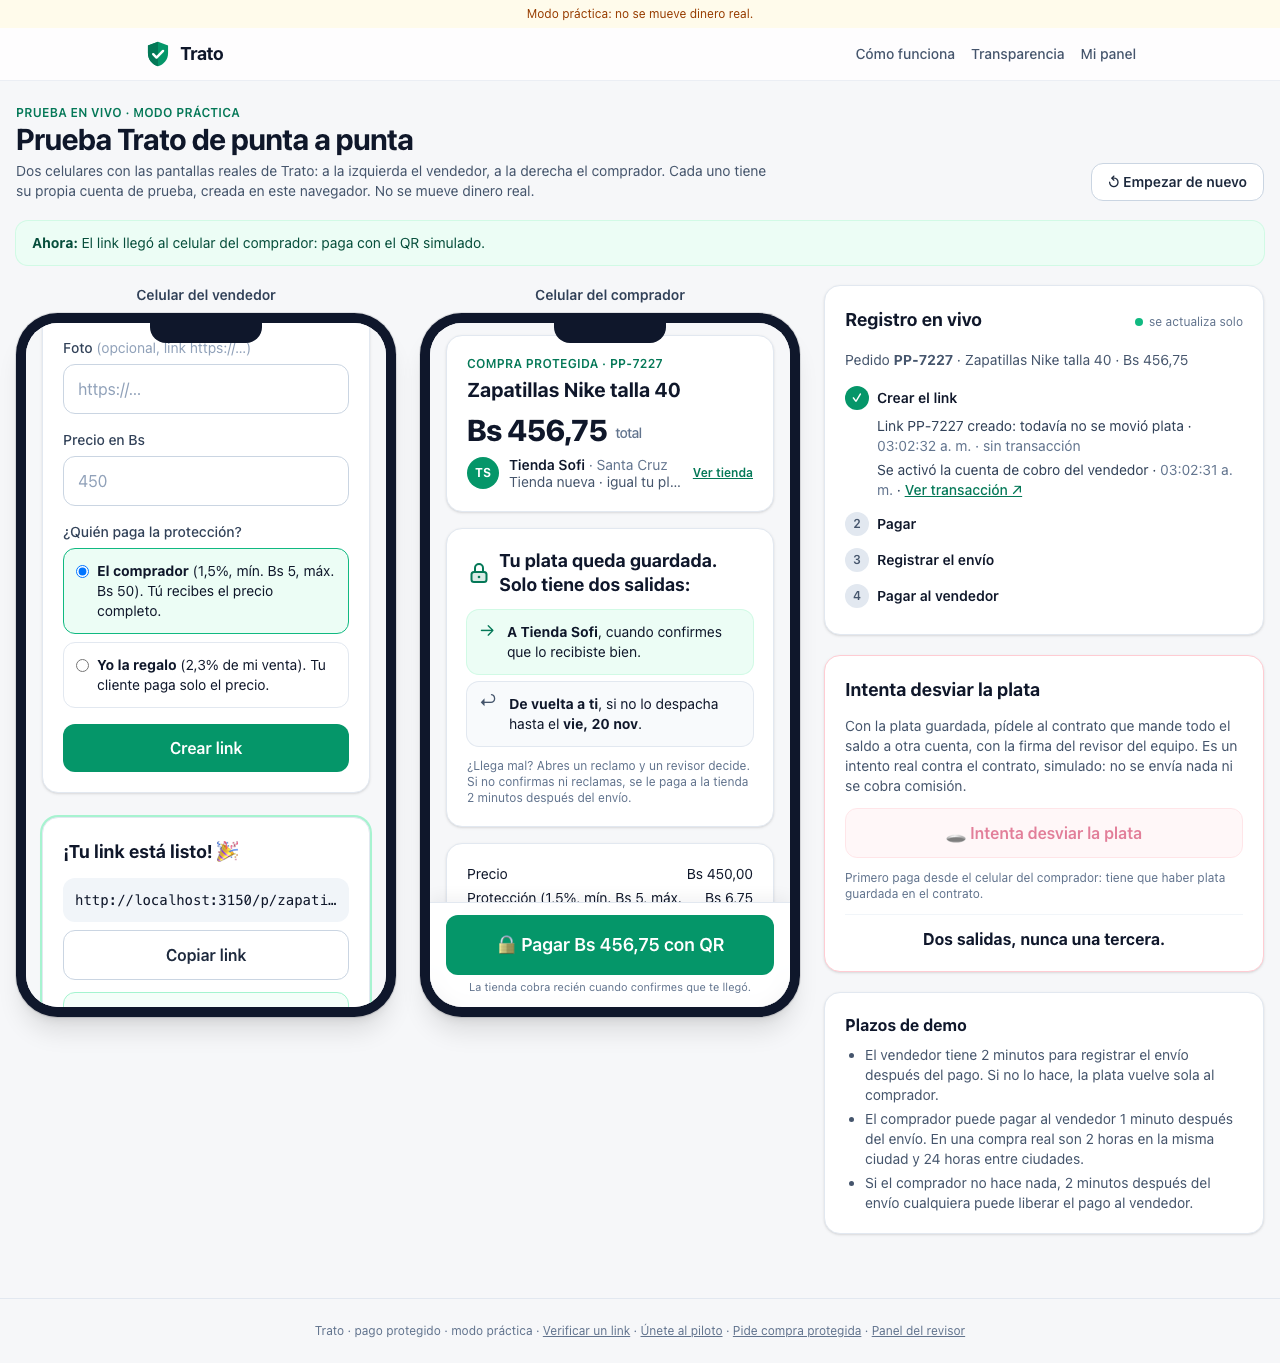 Modo práctica: no se mueve dinero real.
Trato
Cómo funciona
Transparencia
Mi panel
PRUEBA EN VIVO · MODO PRÁCTICA
Prueba Trato de punta a punta
Dos celulares con las pantallas reales de Trato: a la izquierda el vendedor, a la derecha el comprador. Cada uno tiene
su propia cuenta de prueba, creada en este navegador. No se mueve dinero real.
Empezar de nuevo
Ahora: El link llegó al celular del comprador: paga con el QR simulado.
Celular del vendedor
Foto (opcional, link https://...)
https://...
Precio en Bs
450
¿Quién paga la protección?
El comprador (1,5%, mín. Bs 5, máx.
Bs 50). Tú recibes el precio
completo.
Yo la regalo (2,3% de mi venta). Tu
cliente paga solo el precio.
Crear link
¡Tu link está listo! 🎉
http://localhost:3150/p/zapati…
Copiar link
Celular del comprador
COMPRA PROTEGIDA · PP-7227
Zapatillas Nike talla 40
Bs 456,75 total
TS
Tienda Sofi · Santa Cruz
Tienda nueva · igual tu pl…
Ver tienda
Tu plata queda guardada.
Solo tiene dos salidas:
→ A Tienda Sofi, cuando confirmes
que lo recibiste bien.
De vuelta a ti, si no lo despacha
hasta el vie, 20 nov.
¿Llega mal? Abres un reclamo y un revisor decide.
Si no confirmas ni reclamas, se le paga a la tienda
2 minutos después del envío.
Precio Bs 450,00
Protección (1,5%, mín. Bs 5, máx. Bs 6,75
🔒 Pagar Bs 456,75 con QR
La tienda cobra recién cuando confirmes que te llegó.
Registro en vivo
se actualiza solo
Pedido PP-7227 · Zapatillas Nike talla 40 · Bs 456,75
Crear el link
Link PP-7227 creado: todavía no se movió plata ·
03:02:32 a. m. · sin transacción
Se activó la cuenta de cobro del vendedor · 03:02:31 a.
m. · Ver transacción ↗
2 Pagar
3 Registrar el envío
4 Pagar al vendedor
Intenta desviar la plata
Con la plata guardada, pídele al contrato que mande todo el
saldo a otra cuenta, con la firma del revisor del equipo. Es un
intento real contra el contrato, simulado: no se envía nada ni
se cobra comisión.
🕳️ Intenta desviar la plata
Primero paga desde el celular del comprador: tiene que haber plata
guardada en el contrato.
Dos salidas, nunca una tercera.
Plazos de demo
• El vendedor tiene 2 minutos para registrar el envío
después del pago. Si no lo hace, la plata vuelve sola al
comprador.
• El comprador puede pagar al vendedor 1 minuto después
del envío. En una compra real son 2 horas en la misma
ciudad y 24 horas entre ciudades.
• Si el comprador no hace nada, 2 minutos después del
envío cualquiera puede liberar el pago al vendedor.
Trato · pago protegido · modo práctica · Verificar un link · Únete al piloto · Pide compra protegida · Panel del revisor